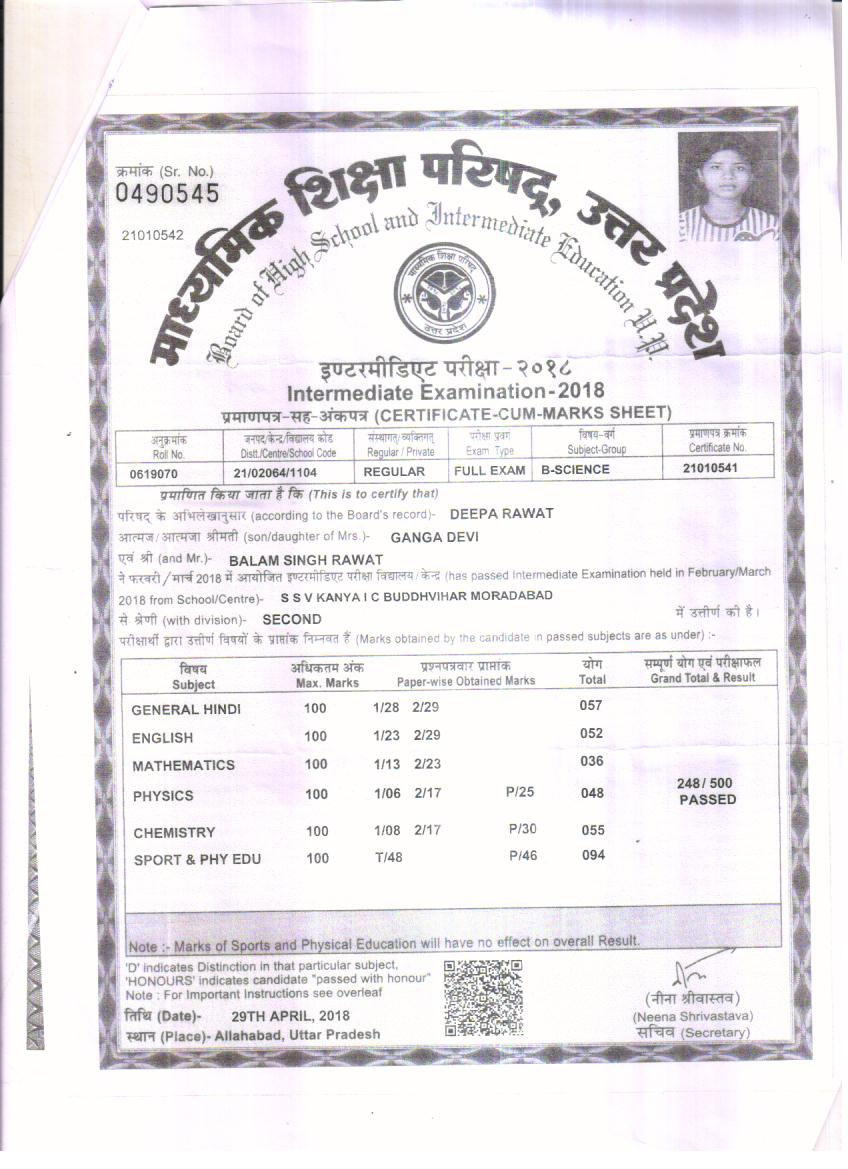 क्रमांक (Sr. No.)
0490545
21010542
माध्यमिक शिक्षा परिषद्, उत्तर प्रदेश
Board of High School and Intermediate Education U.P.
माध्यमिक शिक्षा परिषद
उत्तर प्रदेश
इण्टरमीडिएट परीक्षा-२०१८
Intermediate Examination-2018
प्रमाणपत्र-सह-अंकपत्र (CERTIFICATE-CUM-MARKS SHEET)
अनुक्रमांक जनपद/केन्द्र/विद्यालय कोड संस्थागत/व्यक्तिगत परीक्षा प्रवर्ग विषय-वर्ग प्रमाणपत्र क्रमांक
Roll No. Distt./Centre/School Code Regular / Private Exam Type Subject-Group Certificate No.
0619070 21/02064/1104 REGULAR FULL EXAM B-SCIENCE 21010541
प्रमाणित किया जाता है कि (This is to certify that)
परिषद् के अभिलेखानुसार (according to the Board's record)- DEEPA RAWAT
आत्मज/आत्मजा श्रीमती (son/daughter of Mrs.)- GANGA DEVI
एवं श्री (and Mr.)- BALAM SINGH RAWAT
ने फरवरी/मार्च 2018 में आयोजित इण्टरमीडिएट परीक्षा विद्यालय/केन्द्र (has passed Intermediate Examination held in February/March
2018 from School/Centre)- S S V KANYA I C BUDDHVIHAR MORADABAD
से श्रेणी (with division)- SECOND में उत्तीर्ण की है।
परीक्षार्थी द्वारा उत्तीर्ण विषयों के प्राप्तांक निम्नवत हैं (Marks obtained by the candidate in passed subjects are as under) :-
विषय अधिकतम अंक प्रश्नपत्रवार प्राप्तांक योग सम्पूर्ण योग एवं परीक्षाफल
Subject Max. Marks Paper-wise Obtained Marks Total Grand Total & Result
GENERAL HINDI 100 1/28 2/29 057
ENGLISH 100 1/23 2/29 052
MATHEMATICS 100 1/13 2/23 036
PHYSICS 100 1/06 2/17 P/25 048 248/500
PASSED
CHEMISTRY 100 1/08 2/17 P/30 055
SPORT & PHY EDU 100 T/48 P/46 094
Note :- Marks of Sports and Physical Education will have no effect on overall Result.
'D' indicates Distinction in that particular subject,
'HONOURS' indicates candidate "passed with honour"
Note : For Important Instructions see overleaf
तिथि (Date)- 29TH APRIL, 2018
स्थान (Place)- Allahabad, Uttar Pradesh
(नीना श्रीवास्तव)
(Neena Shrivastava)
सचिव (Secretary)